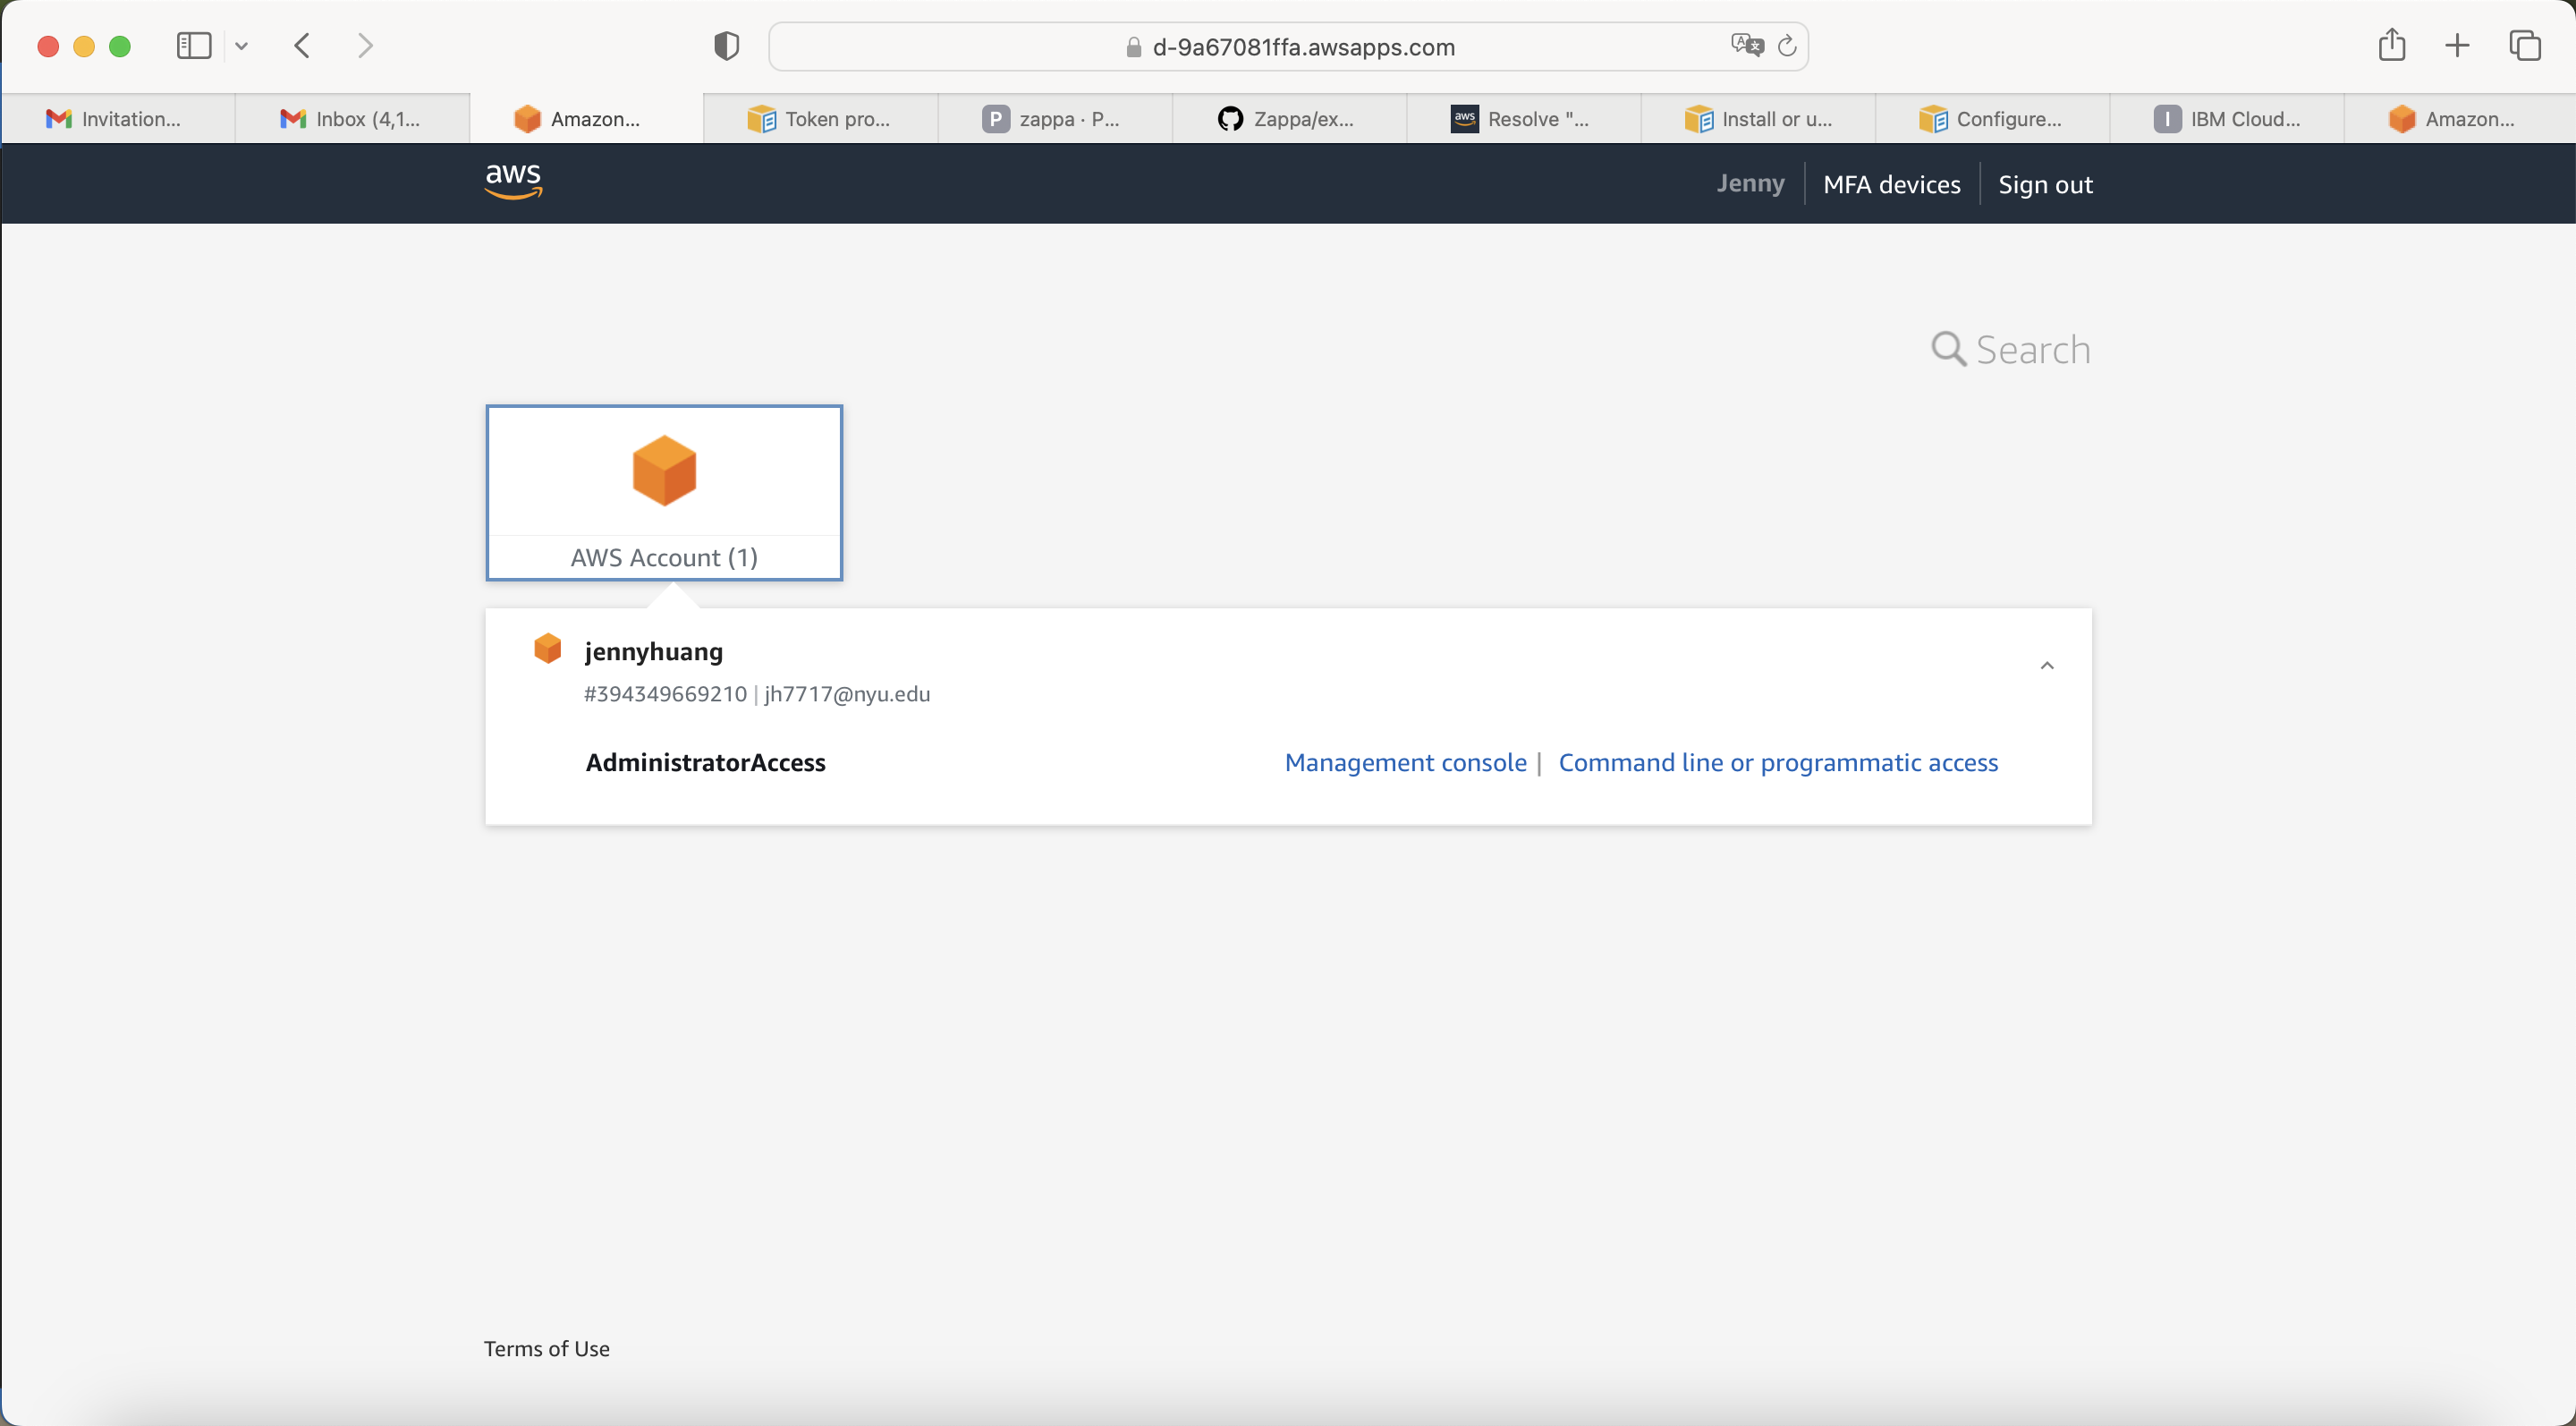 d-9a67081ffa.awsapps.com
Invitation...
Inbox (4,1...
Amazon...
Token pro...
P zappa · P...
Zappa/ex...
aws Resolve "...
Install or u...
Configure...
I IBM Cloud...
Amazon...
aws
Jenny
MFA devices
Sign out
Search
AWS Account (1)
jennyhuang
#394349669210 | jh7717@nyu.edu
AdministratorAccess
Management console | Command line or programmatic access
Terms of Use